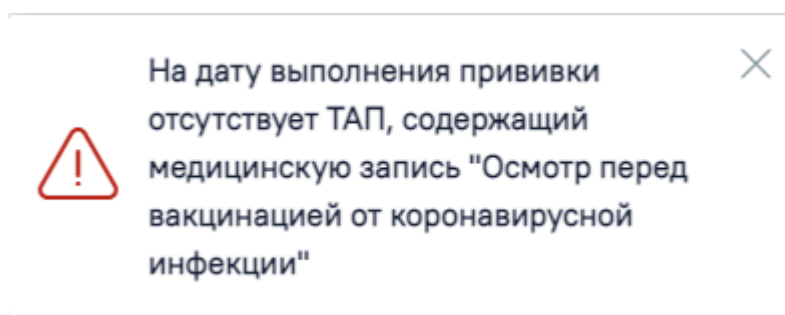 На дату выполнения прививки
отсутствует ТАП, содержащий
медицинскую запись "Осмотр перед
вакцинацией от коронавирусной
инфекции"